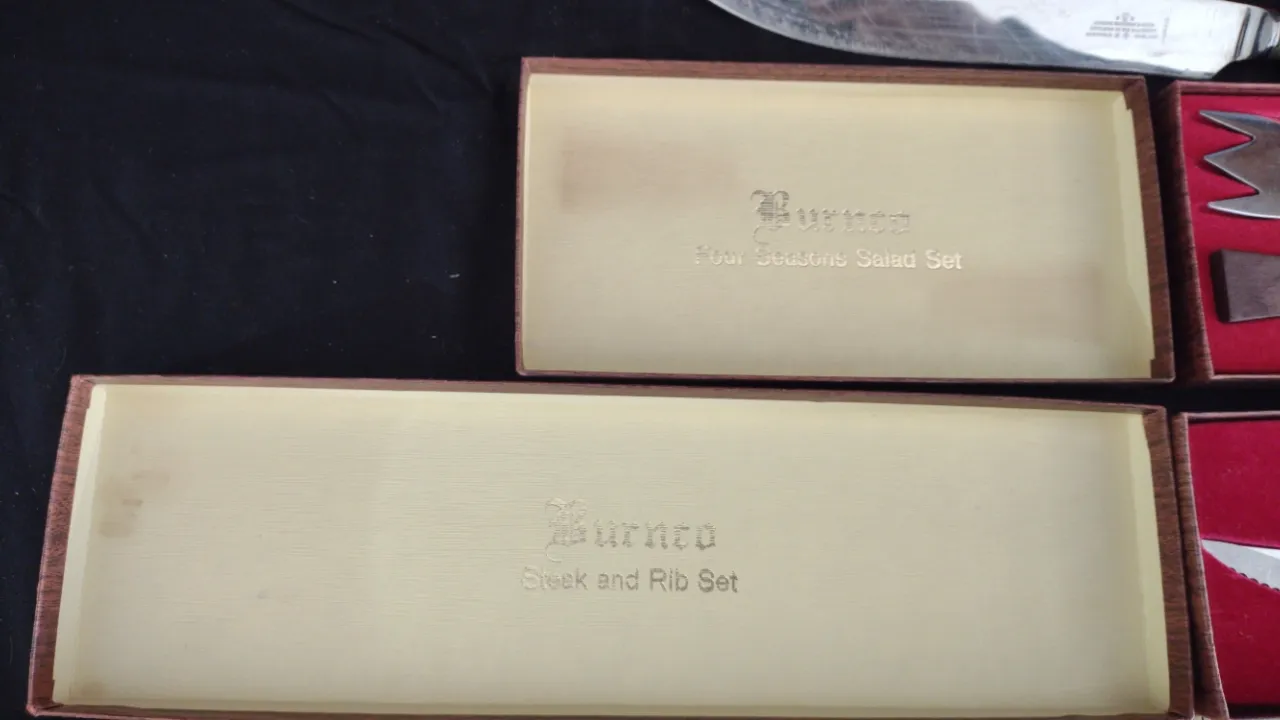 Burnco
Four Seasons Salad Set
Burnco
Steak and Rib Set